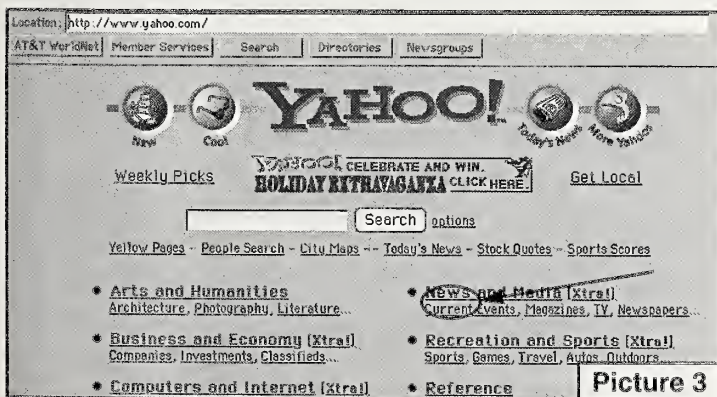 Location: http://www.yahoo.com/
AT&T WorldNet Member Services Search Directories Newsgroups
YAHOO!
New Cool Today's News More Yahoos
Weekly Picks
YAHOO! CELEBRATE AND WIN.
HOLIDAY EXTRAVAGANZA CLICK HERE.
Get Local
Search options
Yellow Pages - People Search - City Maps -- Today's News - Stock Quotes - Sports Scores
• Arts and Humanities
Architecture, Photography, Literature...
• News and Media [Xtra!]
Current Events, Magazines, TV, Newspapers...
• Business and Economy [Xtra!]
Companies, Investments, Classifieds...
• Recreation and Sports [Xtra!]
Sports, Games, Travel, Autos, Outdoors...
• Computers and Internet [Xtra!]
• Reference
Picture 3